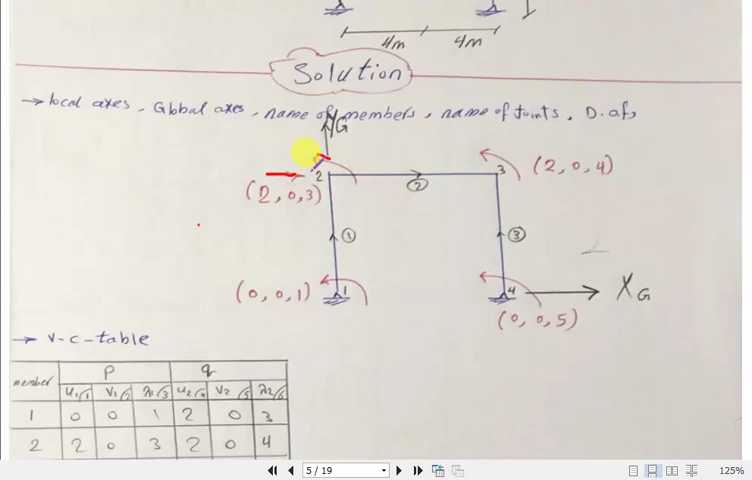 4m 4m
Solution
→ local axes, Global axes, name of members, name of Joints, D.o.fs
YG
2 3 (2, 0, 4)
(2, 0, 3) 2
1 3
(0, 0, 1) 1 4 XG
(0, 0, 5)
→ V-c-table
member P q
u1/1 V1/2 λ1/3 u2/4 V2/5 λ2/6
1 0 0 1 2 0 3
2 2 0 3 2 0 4
5 / 19 125%